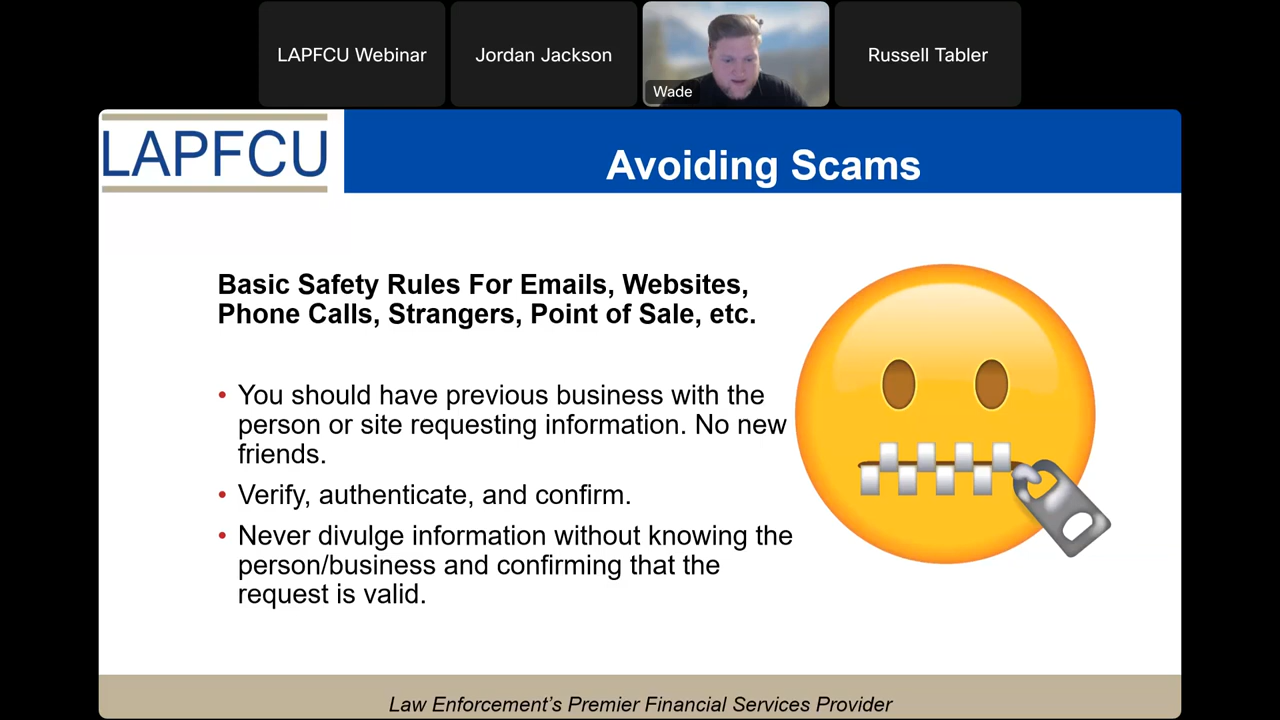 LAPFCU Webinar
Jordan Jackson
Wade
Russell Tabler
LAPFCU
Avoiding Scams
Basic Safety Rules For Emails, Websites,
Phone Calls, Strangers, Point of Sale, etc.
• You should have previous business with the
person or site requesting information. No new
friends.
• Verify, authenticate, and confirm.
• Never divulge information without knowing the
person/business and confirming that the
request is valid.
Law Enforcement’s Premier Financial Services Provider